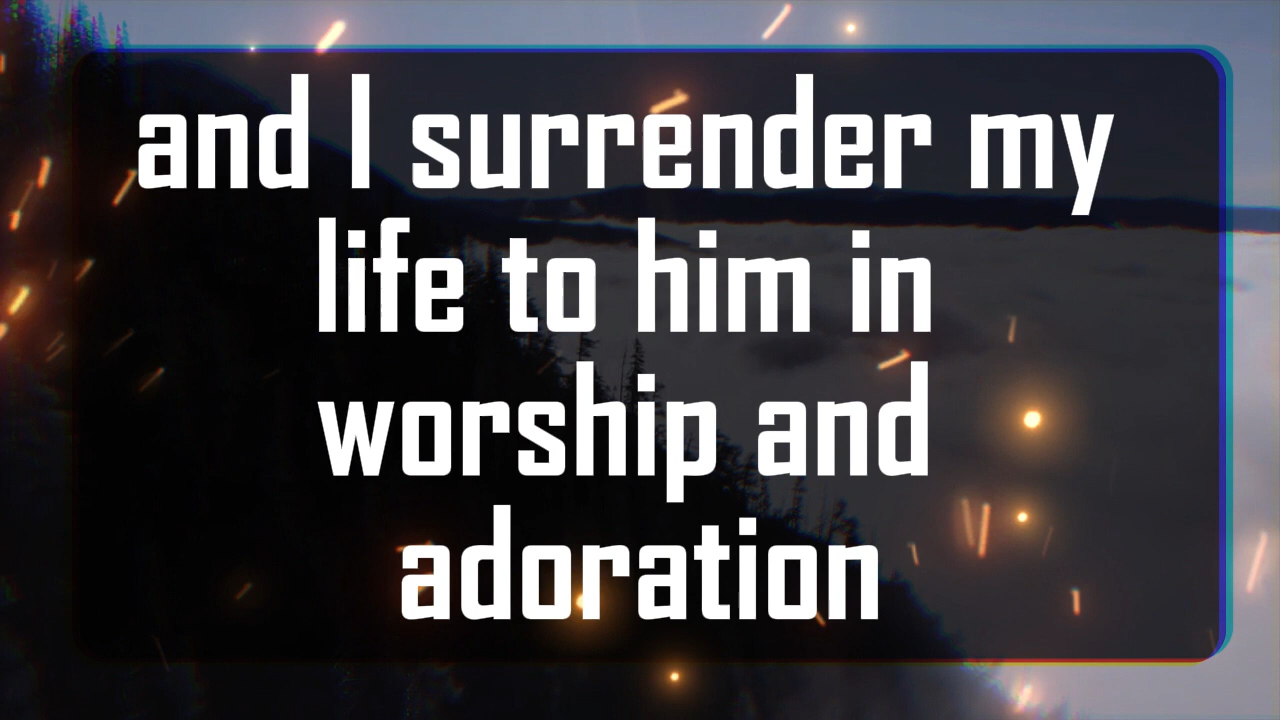 and I surrender my
life to him in
worship and
adoration